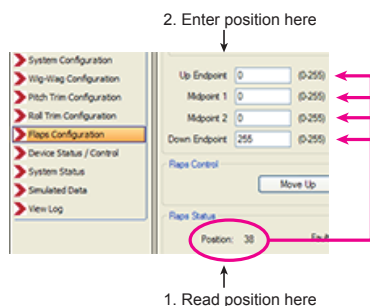 2. Enter position here
System Configuration
Wig-Wag Configuration
Pitch Trim Configuration
Roll Trim Configuration
Flaps Configuration
Device Status / Control
System Status
Simulated Data
View Log
Up Endpoint 0 (0-255)
Midpoint 1 0 (0-255)
Midpoint 2 0 (0-255)
Down Endpoint 255 (0-255)
Flaps Control
Move Up
Flaps Status
Position: 38
1. Read position here